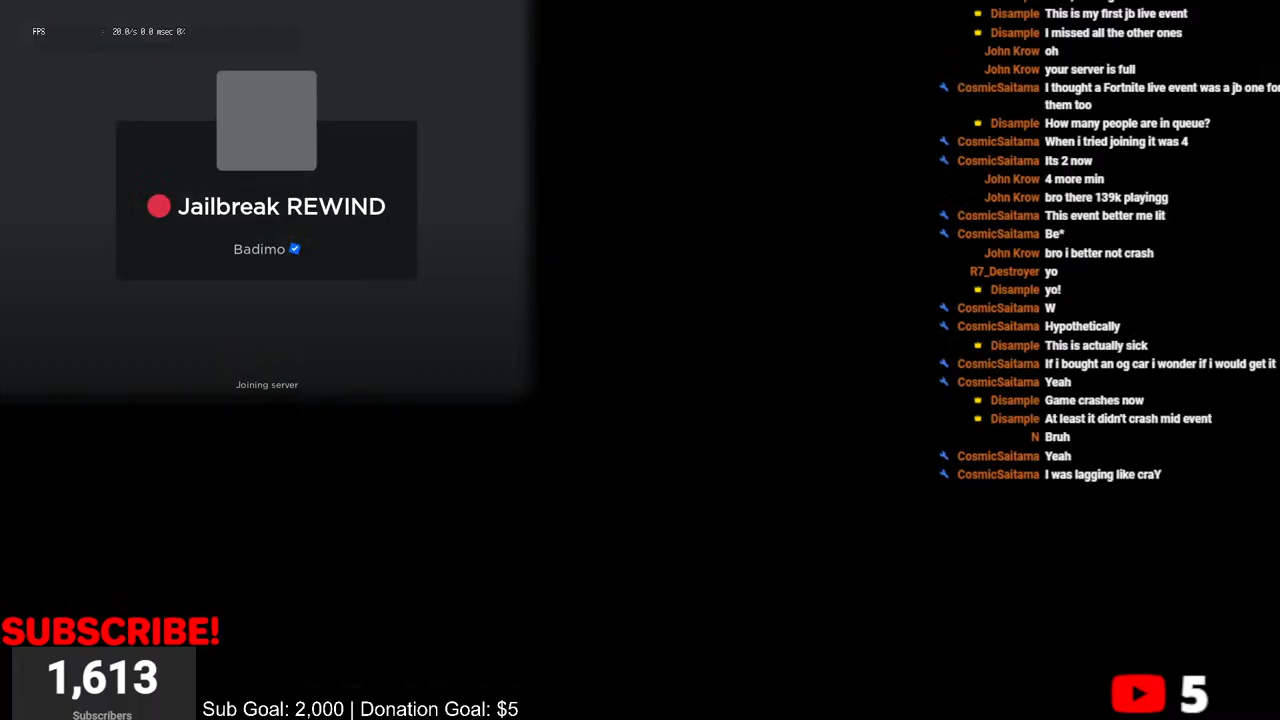 FPS : 20.0/s 0.0 msec 0%
Jailbreak REWIND
Badimo
Joining server
Disample This is my first jb live event
Disample I missed all the other ones
John Krow oh
John Krow your server is full
CosmicSaitama I thought a Fortnite live event was a jb one for
them too
Disample How many people are in queue?
CosmicSaitama When i tried joining it was 4
CosmicSaitama Its 2 now
John Krow 4 more min
John Krow bro there 139k playingg
CosmicSaitama This event better me lit
CosmicSaitama Be*
John Krow bro i better not crash
R7_Destroyer yo
Disample yo!
CosmicSaitama W
CosmicSaitama Hypothetically
Disample This is actually sick
CosmicSaitama If i bought an og car i wonder if i would get it
CosmicSaitama Yeah
Disample Game crashes now
Disample At least it didn't crash mid event
N Bruh
CosmicSaitama Yeah
CosmicSaitama I was lagging like craY
SUBSCRIBE!
1,613
Subscribers
Sub Goal: 2,000 | Donation Goal: $5
5